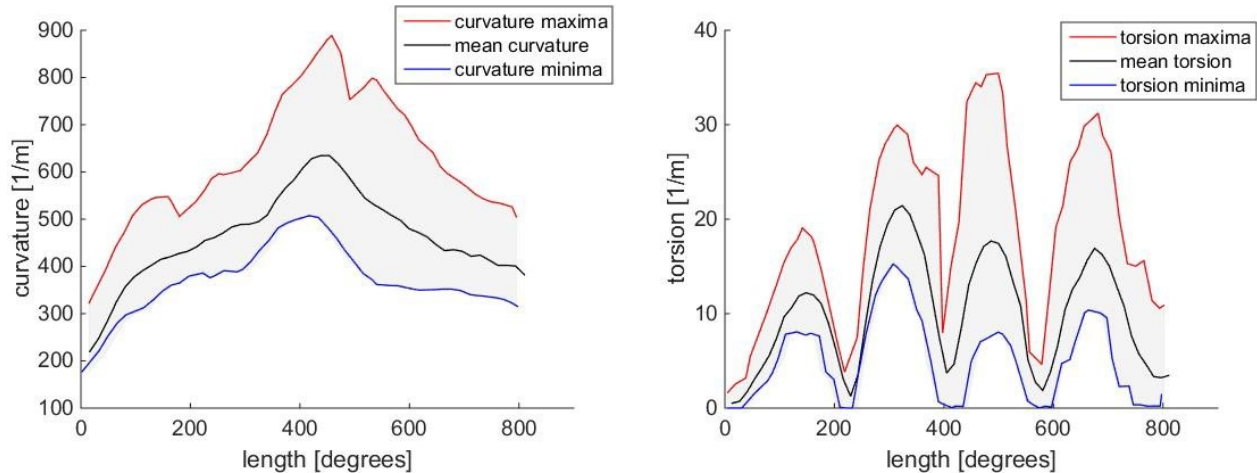 900
800
700
600
500
400
300
200
100
curvature [1/m]
0 200 400 600 800
length [degrees]
curvature maxima
mean curvature
curvature minima
40
30
20
10
0
torsion [1/m]
0 200 400 600 800
length [degrees]
torsion maxima
mean torsion
torsion minima